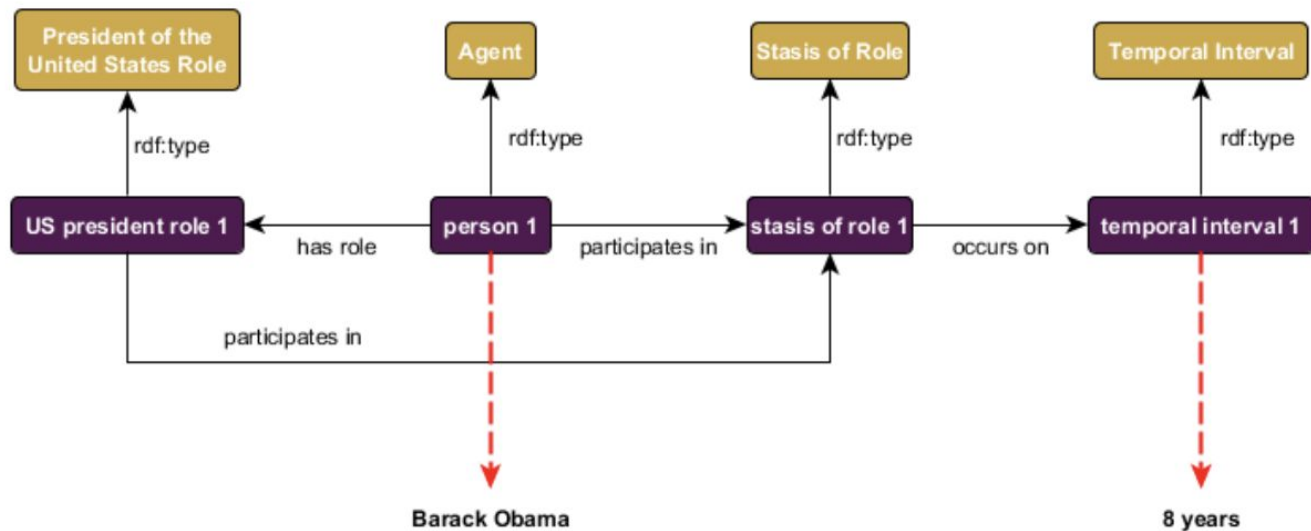 President of the
United States Role
Agent
Stasis of Role
Temporal Interval
rdf:type
rdf:type
rdf:type
rdf:type
US president role 1
person 1
stasis of role 1
temporal interval 1
has role
participates in
occurs on
participates in
Barack Obama
8 years